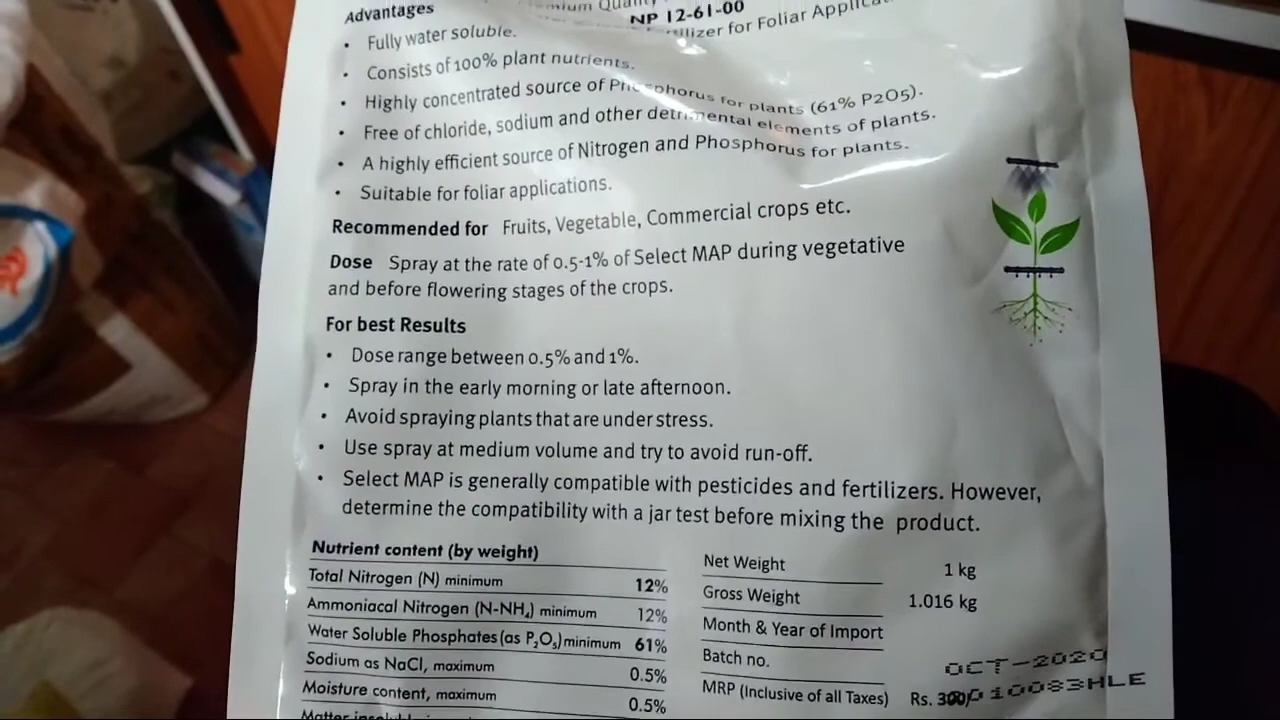 Advantages
NP 12-61-00
for Foliar
• Fully water soluble.
• Consists of 100% plant nutrients.
• Highly concentrated source of Phosphorus for plants (61% P2O5).
• Free of chloride, sodium and other detrimental elements of plants.
• A highly efficient source of Nitrogen and Phosphorus for plants.
• Suitable for foliar applications.
Recommended for Fruits, Vegetable, Commercial crops etc.
Dose Spray at the rate of 0.5-1% of Select MAP during vegetative
and before flowering stages of the crops.
For best Results
• Dose range between 0.5% and 1%.
• Spray in the early morning or late afternoon.
• Avoid spraying plants that are under stress.
• Use spray at medium volume and try to avoid run-off.
• Select MAP is generally compatible with pesticides and fertilizers. However,
determine the compatibility with a jar test before mixing the product.
Nutrient content (by weight)
Total Nitrogen (N) minimum 12%
Ammoniacal Nitrogen (N-NH₄) minimum 12%
Water Soluble Phosphates (as P₂O₅) minimum 61%
Sodium as NaCl, maximum 0.5%
Moisture content, maximum 0.5%
Net Weight 1 kg
Gross Weight 1.016 kg
Month & Year of Import
OCT-2020
Batch no.
MRP (Inclusive of all Taxes) Rs.